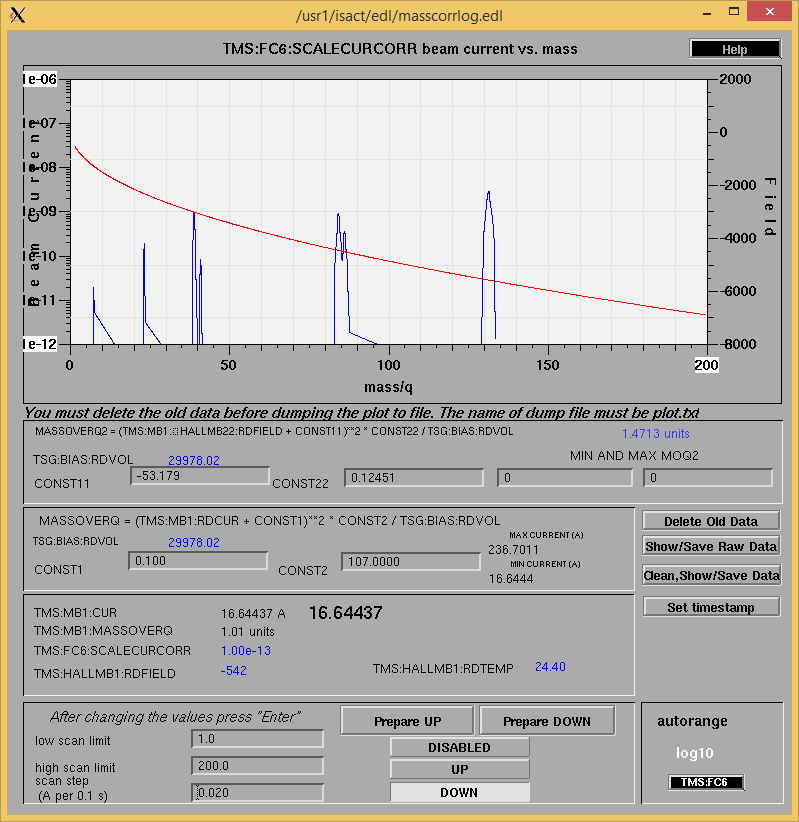 /usr1/isact/edl/masscorrlog.edl
TMS:FC6:SCALECURCORR beam current vs. mass
Help
1e-06
1e-07
1e-08
1e-09
1e-10
1e-11
1e-12
Beam Current
2000
0
-2000
-4000
-6000
-8000
Field
0 50 100 150 200
mass/q
You must delete the old data before dumping the plot to file. The name of dump file must be plot.txt
MASSOVERQ2 = (TMS:MB1: HALLMB22:RDFIELD + CONST11)**2 * CONST22 / TSG:BIAS:RDVOL
1.4713 units
TSG:BIAS:RDVOL 29978.02
MIN AND MAX MOQ2
CONST11 -53.179 CONST22 0.12451 0 0
MASSOVERQ = (TMS:MB1:RDCUR + CONST1)**2 * CONST2 / TSG:BIAS:RDVOL
TSG:BIAS:RDVOL 29978.02
MAX CURRENT (A)
236.7011
CONST1 0.100 CONST2 107.0000
MIN CURRENT (A)
16.6444
Delete Old Data
Show/Save Raw Data
Clean,Show/Save Data
Set timestamp
TMS:MB1:CUR 16.64437 A 16.64437
TMS:MB1:MASSOVERQ 1.01 units
TMS:FC6:SCALECURCORR 1.00e-13
TMS:HALLMB1:RDFIELD -542
TMS:HALLMB1:RDTEMP 24.40
After changing the values press "Enter"
low scan limit 1.0
high scan limit 200.0
scan step
(A per 0.1 s) 0.020
Prepare UP
Prepare DOWN
DISABLED
UP
DOWN
autorange
log10
TMS:FC6